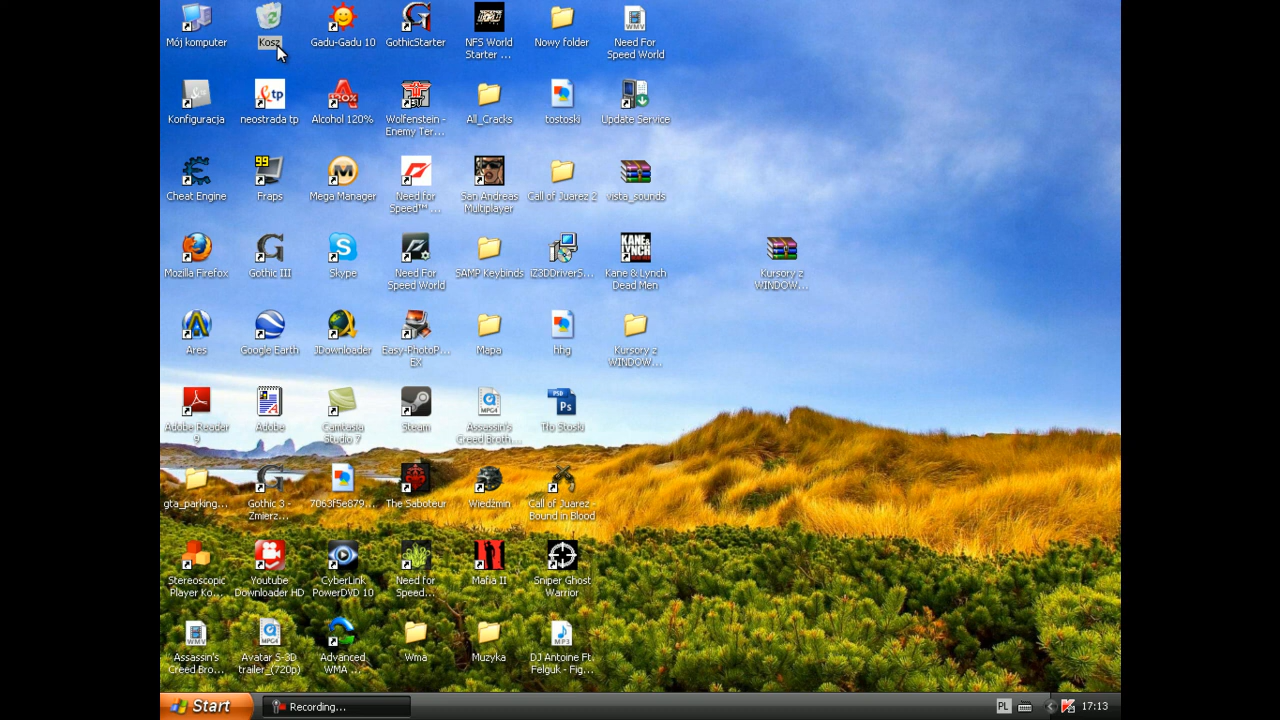 Mój komputer
Kosz
Gadu-Gadu 10
GothicStarter
NFS World
Starter ...
Nowy folder
Need For
Speed World
Konfiguracja
neostrada tp
Alcohol 120%
Wolfenstein -
Enemy Ter...
All_Cracks
tostoski
Update Service
Cheat Engine
99
Fraps
Mega Manager
Need for
Speed™ ...
San Andreas
Multiplayer
Call of Juarez 2
vista_sounds
Mozilla Firefox
Gothic III
Skype
Need For
Speed World
SAMP Keybinds
iZ3DDriverS...
KANE&
LYNCH
Kane & Lynch
Dead Men
Kursory z
WINDOW...
Ares
Google Earth
JDownloader
Easy-PhotoP...
EX
Mapa
hhg
Kursory z
WINDOW...
Adobe Reader
9
Adobe
Camtasia
Studio 7
Steam
Assassin's
Creed Broth...
Tło Stoski
gta_parking...
Gothic 3 -
Zmierz...
7063f5e879...
The Saboteur
Wiedźmin
Call of Juarez -
Bound in Blood
Stereoscopic
Player Ko...
Youtube
Downloader HD
CyberLink
PowerDVD 10
Need for
Speed...
Mafia II
Sniper Ghost
Warrior
Assassin's
Creed Bro...
Avatar S-3D
trailer_(720p)
Advanced
WMA ...
Wma
Muzyka
DJ Antoine Ft.
Felguk - Fig...
Start
Recording...
PL
17:13